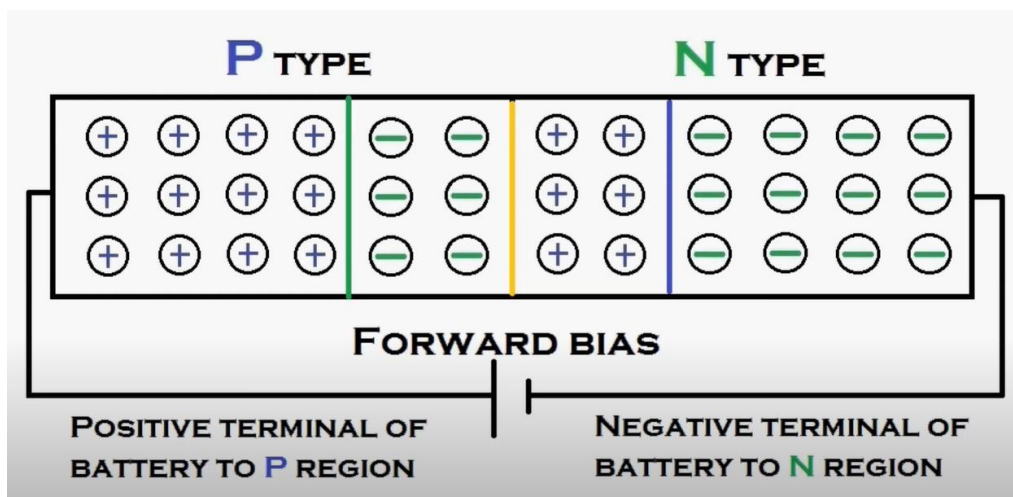 P TYPE
N TYPE
FORWARD BIAS
POSITIVE TERMINAL OF
BATTERY TO P REGION
NEGATIVE TERMINAL OF
BATTERY TO N REGION